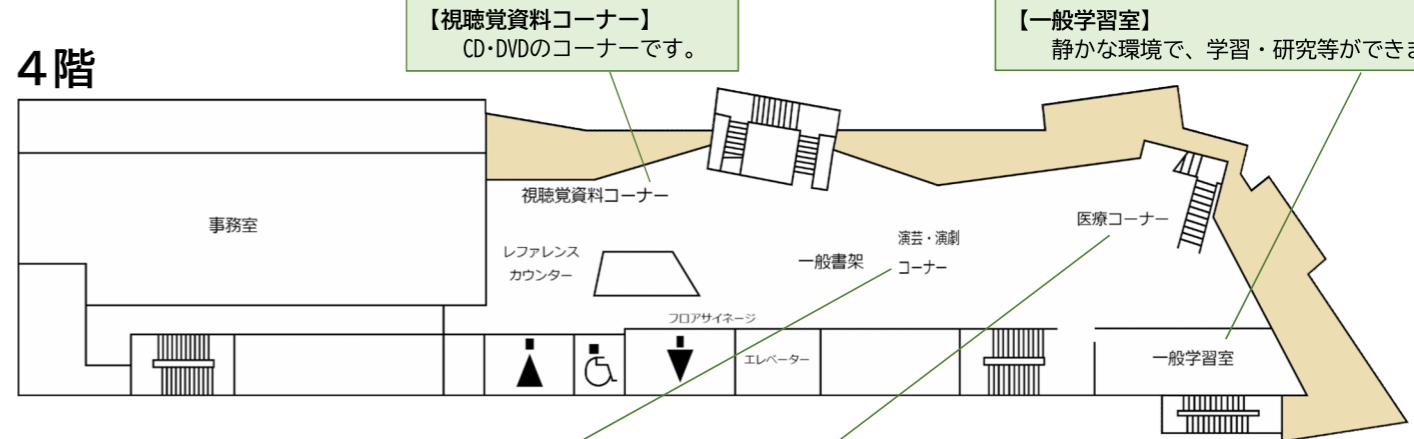 【視聴覚資料コーナー】
CD・DVDのコーナーです。
【一般学習室】
静かな環境で、学習・研究等ができま
4階
視聴覚資料コーナー
事務室
レファレンス
カウンター
一般書架
演芸・演劇
コーナー
医療コーナー
フロアサイネージ
エレベーター
一般学習室